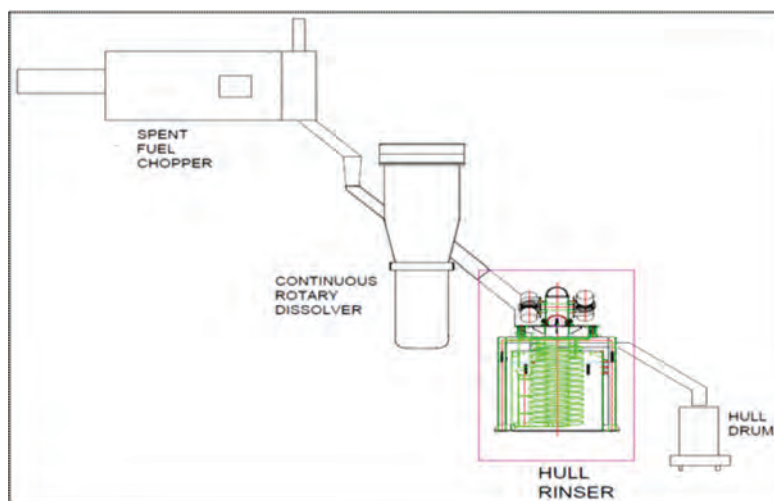 SPENT
FUEL
CHOPPER
CONTINUOUS
ROTARY
DISSOLVER
HULL
DRUM
HULL
RINSER